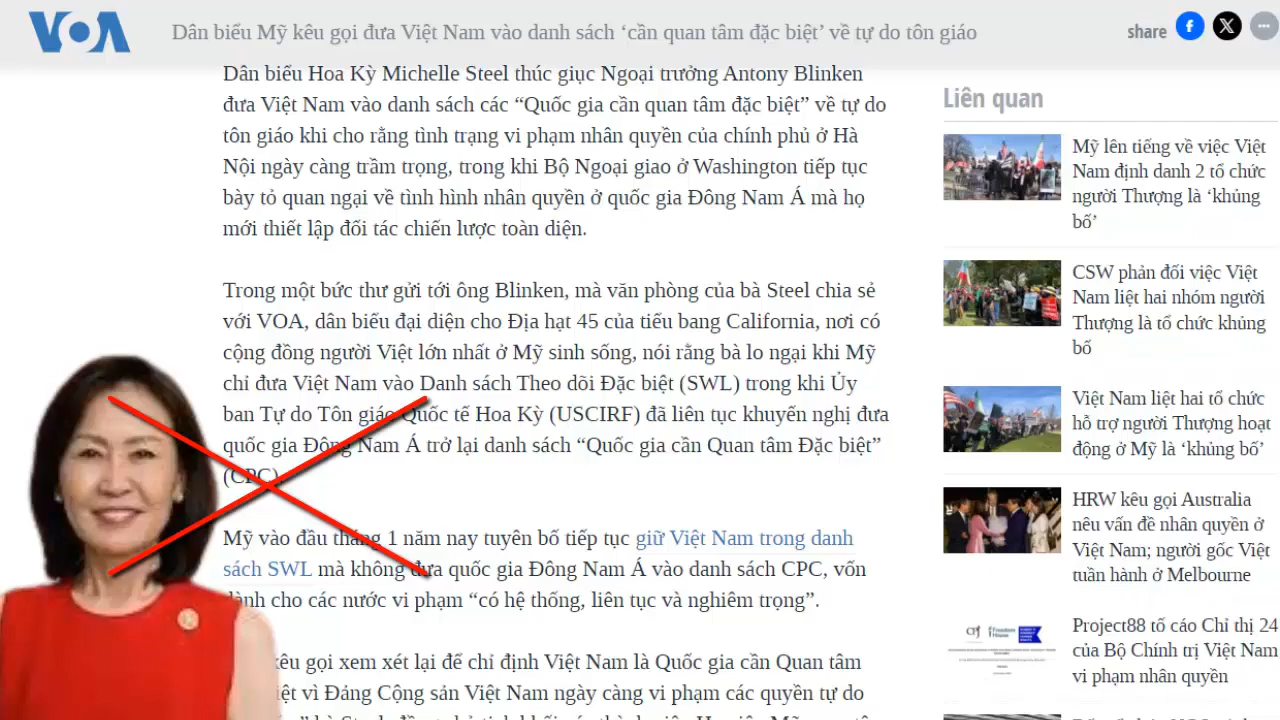 VOA
Dân biểu Mỹ kêu gọi đưa Việt Nam vào danh sách ‘cần quan tâm đặc biệt’ về tự do tôn giáo
share
Dân biểu Hoa Kỳ Michelle Steel thúc giục Ngoại trưởng Antony Blinken
đưa Việt Nam vào danh sách các “Quốc gia cần quan tâm đặc biệt” về tự do
tôn giáo khi cho rằng tình trạng vi phạm nhân quyền của chính phủ ở Hà
Nội ngày càng trầm trọng, trong khi Bộ Ngoại giao ở Washington tiếp tục
bày tỏ quan ngại về tình hình nhân quyền ở quốc gia Đông Nam Á mà họ
mới thiết lập đối tác chiến lược toàn diện.
Trong một bức thư gửi tới ông Blinken, mà văn phòng của bà Steel chia sẻ
với VOA, dân biểu đại diện cho Địa hạt 45 của tiểu bang California, nơi có
cộng đồng người Việt lớn nhất ở Mỹ sinh sống, nói rằng bà lo ngại khi Mỹ
chỉ đưa Việt Nam vào Danh sách Theo dõi Đặc biệt (SWL) trong khi Ủy
ban Tự do Tôn giáo Quốc tế Hoa Kỳ (USCIRF) đã liên tục khuyến nghị đưa
quốc gia Đông Nam Á trở lại danh sách “Quốc gia cần Quan tâm Đặc biệt”
(CPC).
Mỹ vào đầu tháng 1 năm nay tuyên bố tiếp tục giữ Việt Nam trong danh
sách SWL mà không đưa quốc gia Đông Nam Á vào danh sách CPC, vốn
dành cho các nước vi phạm “có hệ thống, liên tục và nghiêm trọng”.
kêu gọi xem xét lại để chỉ định Việt Nam là Quốc gia cần Quan tâm
iệt vì Đảng Cộng sản Việt Nam ngày càng vi phạm các quyền tự do
Liên quan
Mỹ lên tiếng về việc Việt
Nam định danh 2 tổ chức
người Thượng là ‘khủng
bố’
CSW phản đối việc Việt
Nam liệt hai nhóm người
Thượng là tổ chức khủng
bố
Việt Nam liệt hai tổ chức
hỗ trợ người Thượng hoạt
động ở Mỹ là ‘khủng bố’
HRW kêu gọi Australia
nêu vấn đề nhân quyền ở
Việt Nam; người gốc Việt
tuần hành ở Melbourne
Project88 tố cáo Chỉ thị 24
của Bộ Chính trị Việt Nam
vi phạm nhân quyền